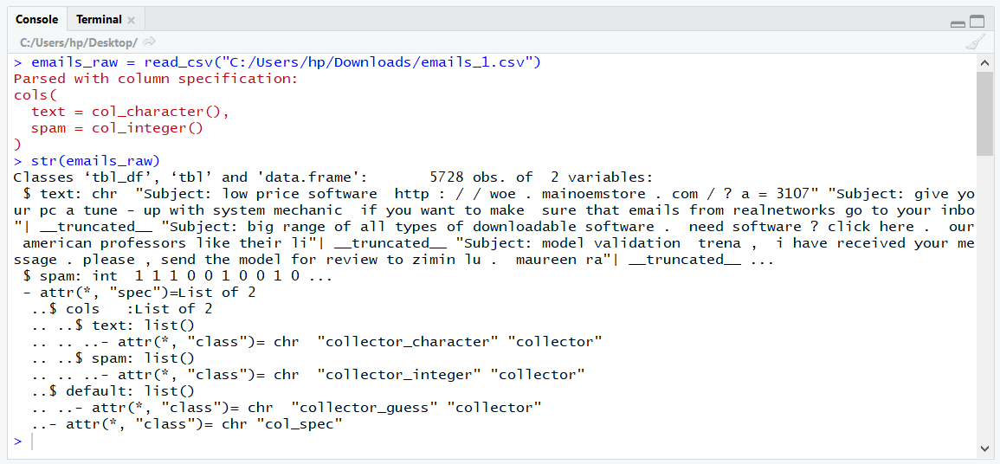 Console Terminal
C:/Users/hp/Desktop/
> emails_raw = read_csv("C:/Users/hp/Downloads/emails_1.csv")
Parsed with column specification:
cols(
  text = col_character(),
  spam = col_integer()
)
> str(emails_raw)
Classes ‘tbl_df’, ‘tbl’ and 'data.frame':       5728 obs. of  2 variables:
 $ text: chr  "Subject: low price software  http : / / woe . mainoemstore . com / ? a = 3107" "Subject: give yo
ur pc a tune - up with system mechanic  if you want to make  sure that emails from realnetworks go to your inbo
"| __truncated__ "Subject: big range of all types of downloadable software .  need software ? click here .  our
 american professors like their li"| __truncated__ "Subject: model validation  trena ,  i have received your me
ssage . please , send the model for review to zimin lu .  maureen ra"| __truncated__ ...
 $ spam: int  1 1 1 0 0 1 0 0 1 0 ...
 - attr(*, "spec")=List of 2
  ..$ cols   :List of 2
  .. ..$ text: list()
  .. .. ..- attr(*, "class")= chr  "collector_character" "collector"
  .. ..$ spam: list()
  .. .. ..- attr(*, "class")= chr  "collector_integer" "collector"
  ..$ default: list()
  .. ..- attr(*, "class")= chr  "collector_guess" "collector"
  ..- attr(*, "class")= chr "col_spec"
>